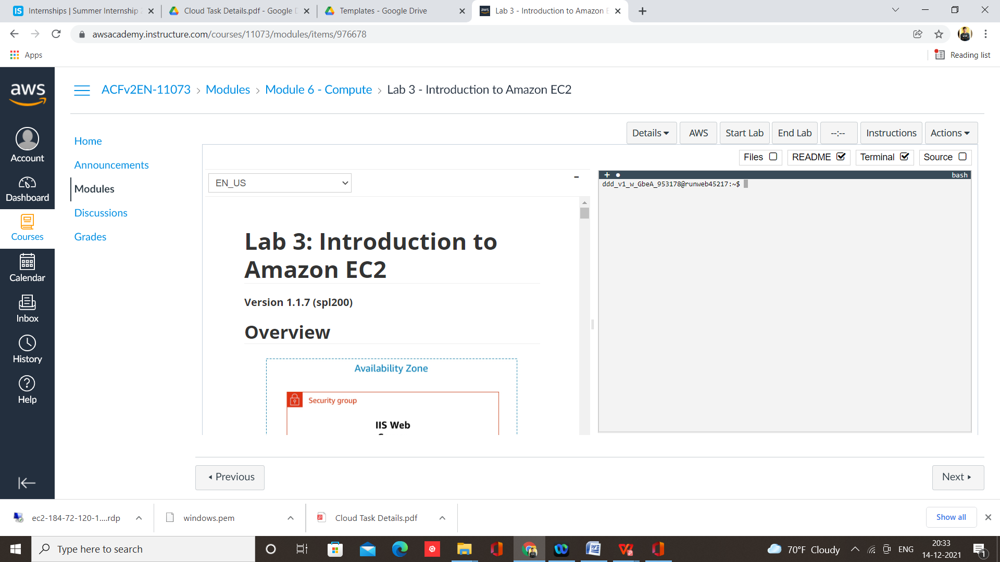 Internships | Summer Internship
Cloud Task Details.pdf - Google
Templates - Google Drive
aws
Lab 3 - Introduction to Amazon
awsacademy.instructure.com/courses/11073/modules/items/976678
Apps
Reading list
aws
ACFv2EN-11073 › Modules › Module 6 - Compute › Lab 3 - Introduction to Amazon EC2
Account
Dashboard
Courses
Calendar
Inbox
History
Help
Home
Announcements
Modules
Discussions
Grades
Details
AWS
Start Lab
End Lab
--:--
Instructions
Actions
Files
README
Terminal
Source
EN_US
bash
ddd_v1_w_GbeA_953178@runweb45217:~$
Lab 3: Introduction to
Amazon EC2
Version 1.1.7 (spl200)
Overview
Availability Zone
Security group
IIS Web
Previous
Next
ec2-184-72-120-1....rdp
windows.pem
Cloud Task Details.pdf
Show all
Type here to search
70°F Cloudy
ENG
20:33
14-12-2021
1